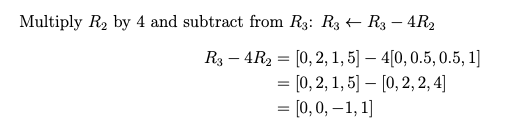 Multiply R₂ by 4 and subtract from R₃: R₃ ← R₃ − 4R₂
R₃ − 4R₂ = [0, 2, 1, 5] − 4[0, 0.5, 0.5, 1]
= [0, 2, 1, 5] − [0, 2, 2, 4]
= [0, 0, −1, 1]